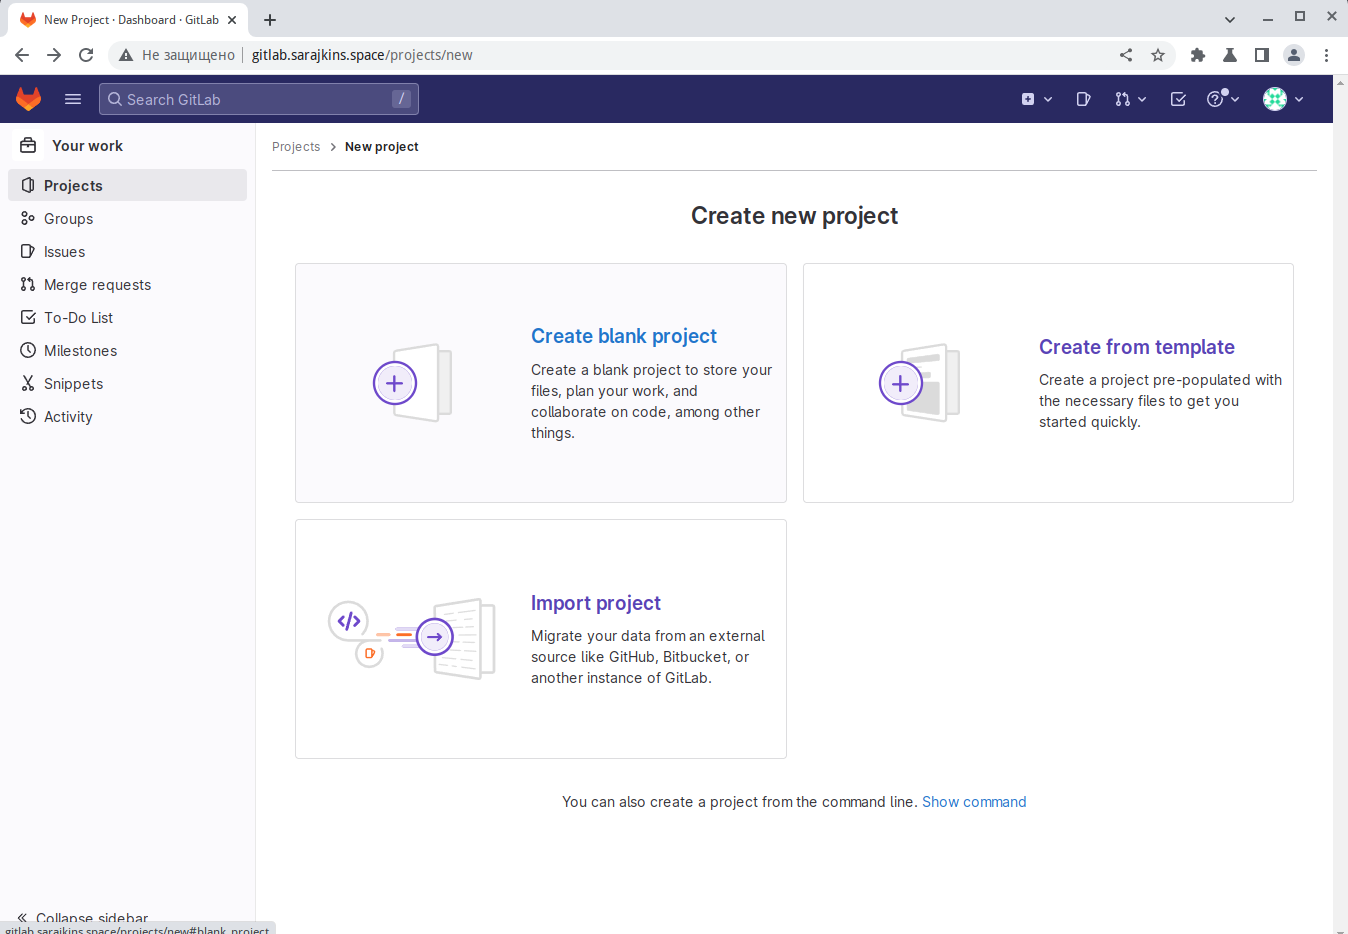 New Project · Dashboard · GitLab
Не защищено gitlab.sarajkins.space/projects/new
Search GitLab /
Your work
Projects
Groups
Issues
Merge requests
To-Do List
Milestones
Snippets
Activity
Projects New project
Create new project
Create blank project
Create a blank project to store your
files, plan your work, and
collaborate on code, among other
things.
Create from template
Create a project pre-populated with
the necessary files to get you
started quickly.
Import project
Migrate your data from an external
source like GitHub, Bitbucket, or
another instance of GitLab.
You can also create a project from the command line. Show command
Collapse sidebar
gitlab.sarajkins.space/projects/new#blank_project